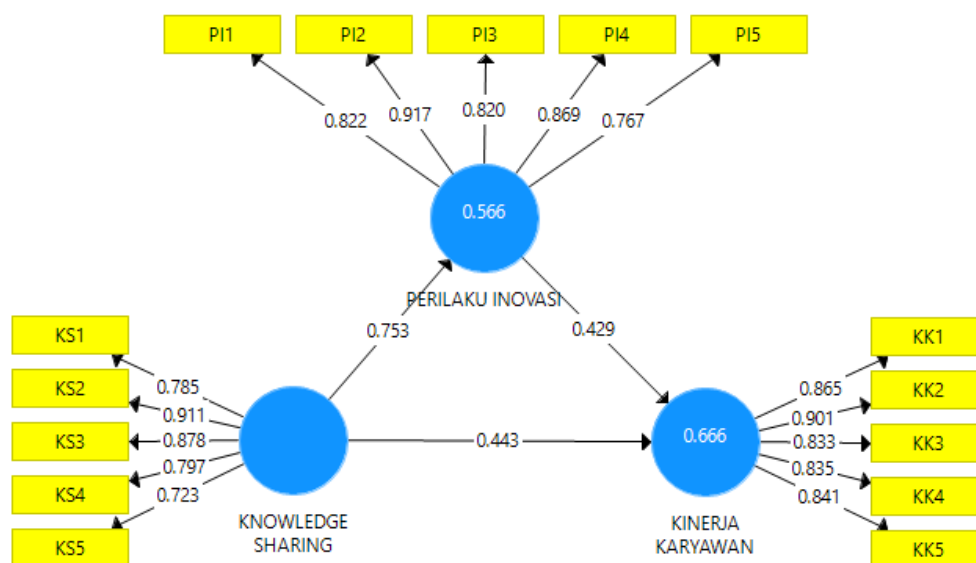 PI1 PI2 PI3 PI4 PI5
0.822 0.917 0.820 0.869 0.767
0.566
PERILAKU INOVASI
0.753 0.429
KS1
KS2
KS3
KS4
KS5
0.785
0.911
0.878
0.797
0.723
KNOWLEDGE
SHARING
0.443
0.666
KINERJA
KARYAWAN
0.865
0.901
0.833
0.835
0.841
KK1
KK2
KK3
KK4
KK5